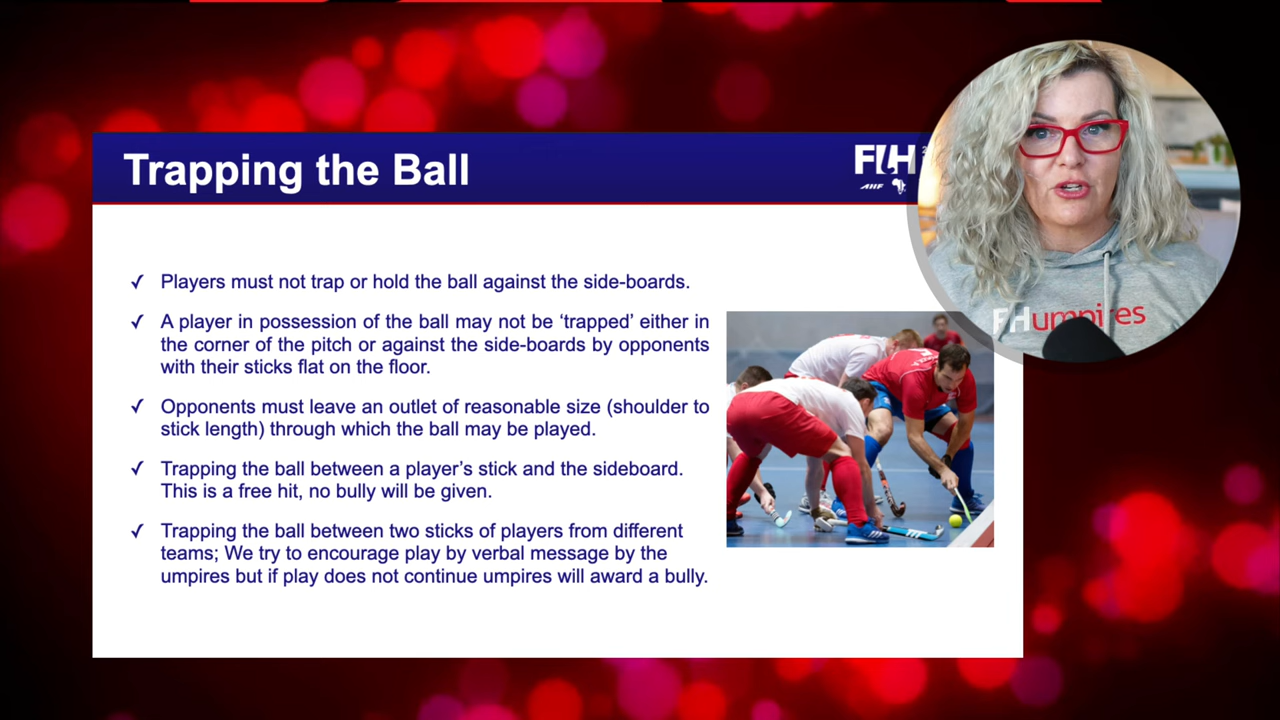 Trapping the Ball
FIH
AHF
✓ Players must not trap or hold the ball against the side-boards.
✓ A player in possession of the ball may not be ‘trapped’ either in
the corner of the pitch or against the side-boards by opponents
with their sticks flat on the floor.
✓ Opponents must leave an outlet of reasonable size (shoulder to
stick length) through which the ball may be played.
✓ Trapping the ball between a player’s stick and the sideboard.
This is a free hit, no bully will be given.
✓ Trapping the ball between two sticks of players from different
teams; We try to encourage play by verbal message by the
umpires but if play does not continue umpires will award a bully.
FHumpires